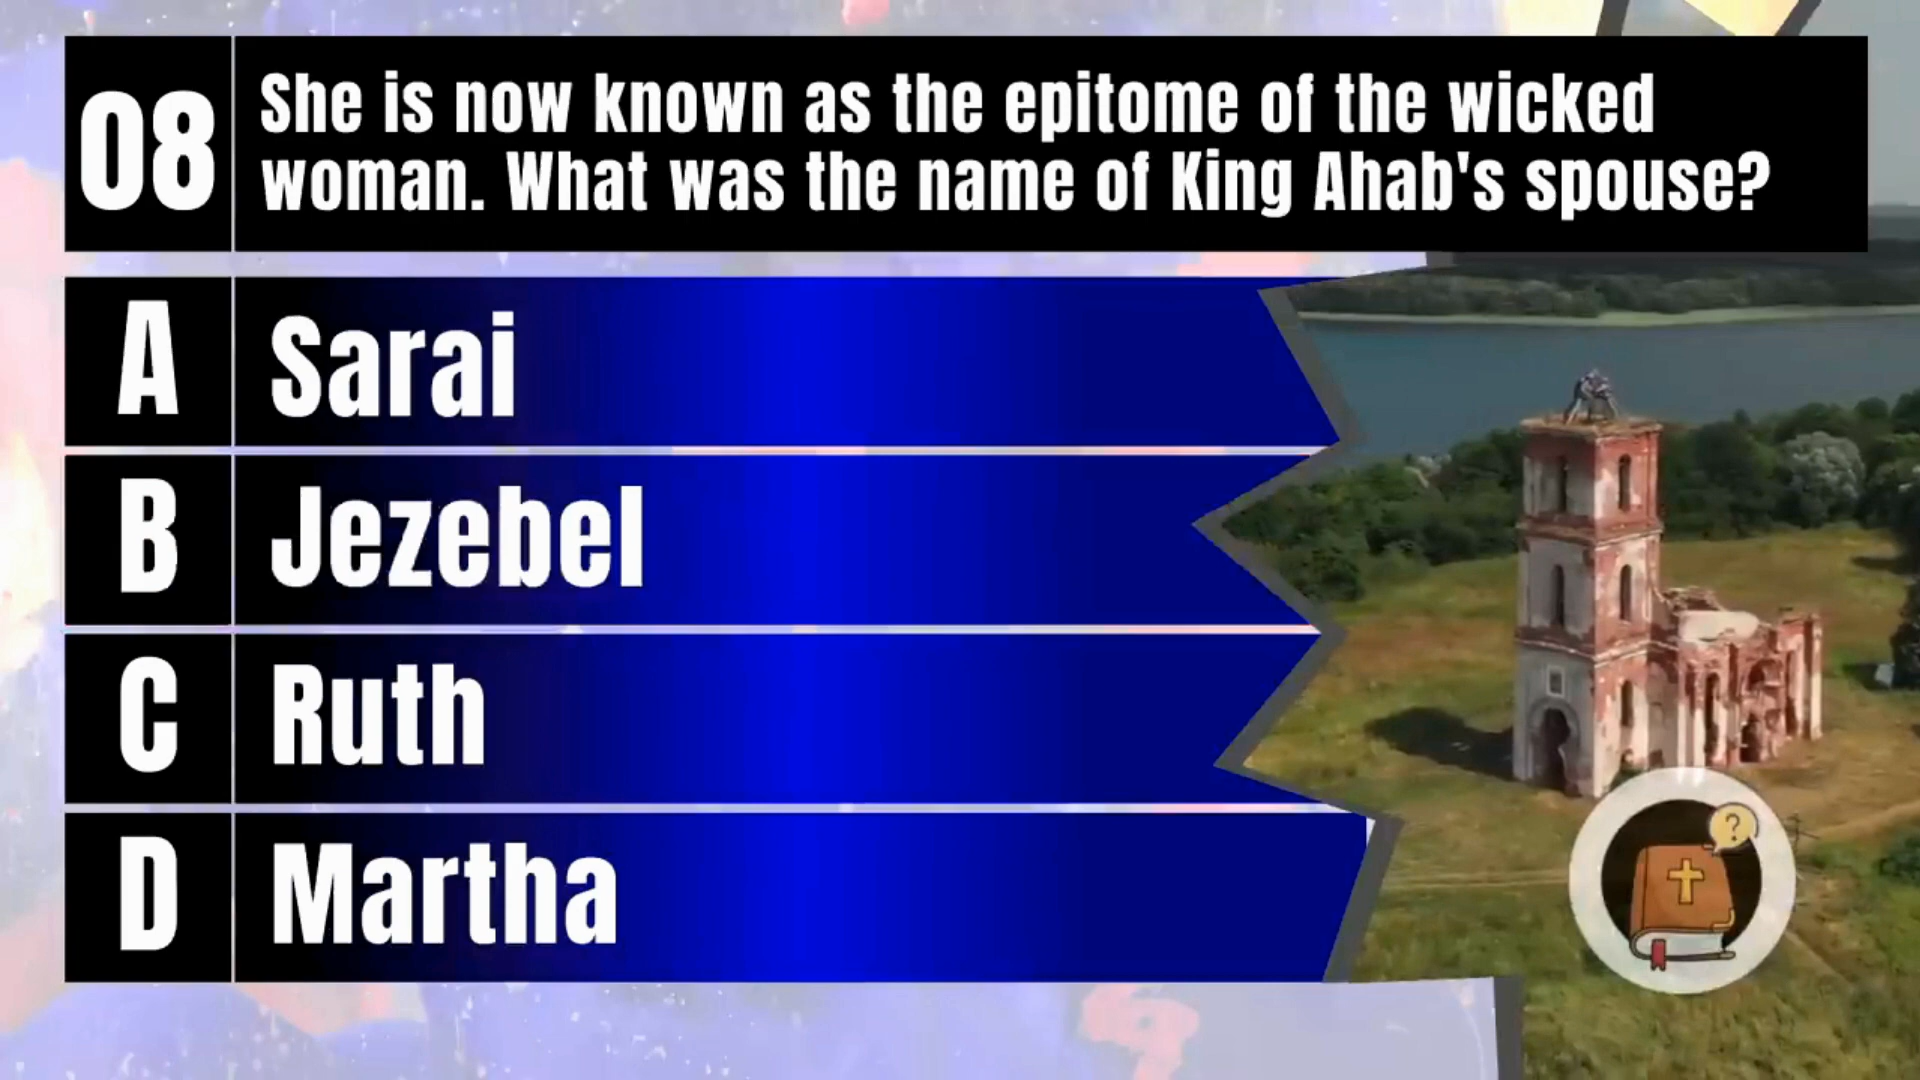 08
She is now known as the epitome of the wicked
woman. What was the name of King Ahab's spouse?
A
Sarai
B
Jezebel
C
Ruth
D
Martha
?